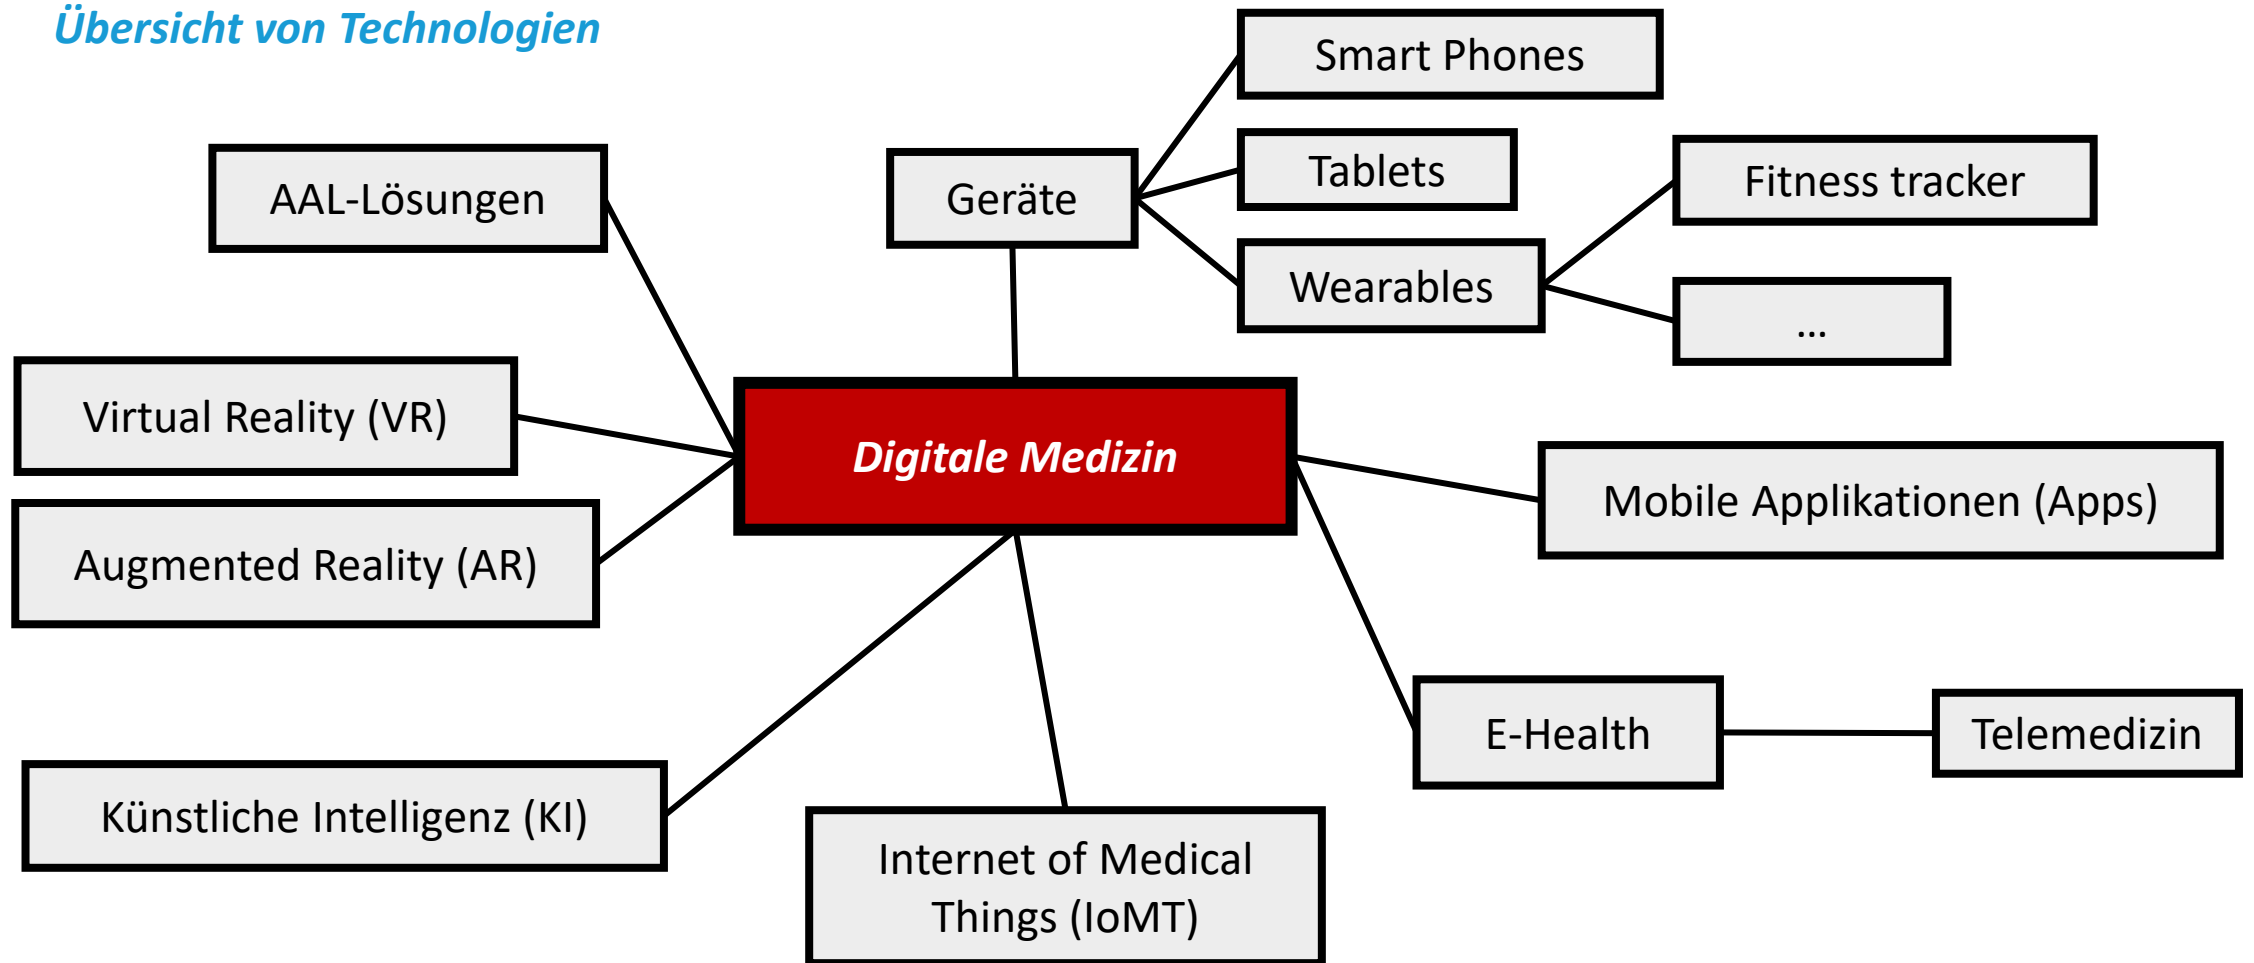 Übersicht von Technologien
Smart Phones
Tablets
Fitness tracker
AAL-Lösungen
Geräte
Wearables
...
Virtual Reality (VR)
Digitale Medizin
Mobile Applikationen (Apps)
Augmented Reality (AR)
E-Health
Telemedizin
Künstliche Intelligenz (KI)
Internet of Medical
Things (IoMT)